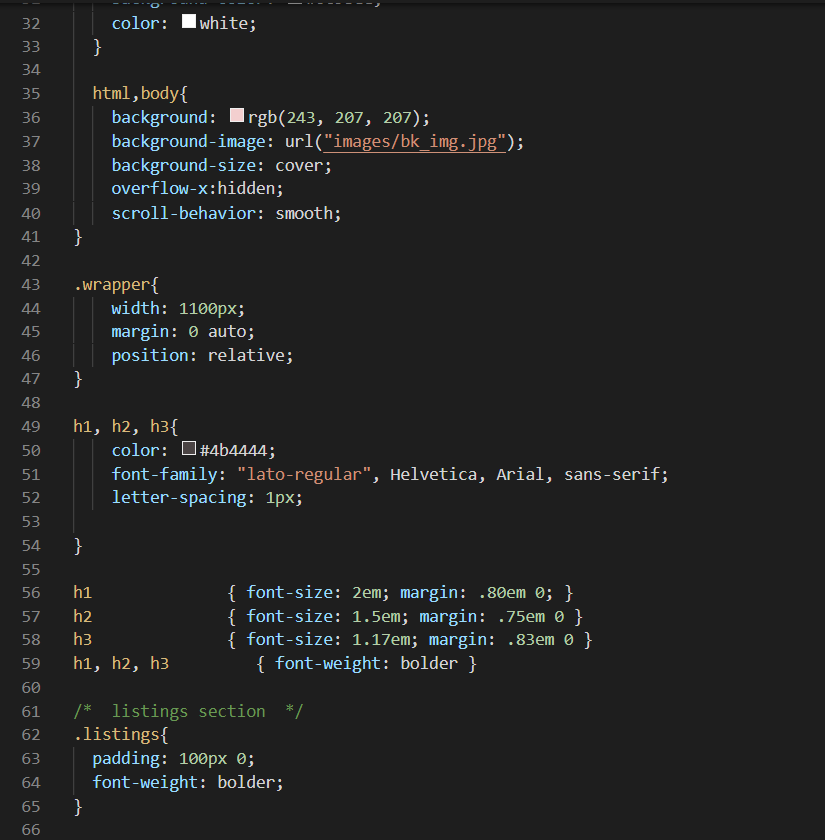 32 color: white;
33 }
34
35 html,body{
36 background: rgb(243, 207, 207);
37 background-image: url("images/bk_img.jpg");
38 background-size: cover;
39 overflow-x:hidden;
40 scroll-behavior: smooth;
41 }
42
43 .wrapper{
44 width: 1100px;
45 margin: 0 auto;
46 position: relative;
47 }
48
49 h1, h2, h3{
50 color: #4b4444;
51 font-family: "lato-regular", Helvetica, Arial, sans-serif;
52 letter-spacing: 1px;
53
54 }
55
56 h1 { font-size: 2em; margin: .80em 0; }
57 h2 { font-size: 1.5em; margin: .75em 0 }
58 h3 { font-size: 1.17em; margin: .83em 0 }
59 h1, h2, h3 { font-weight: bolder }
60
61 /* listings section */
62 .listings{
63 padding: 100px 0;
64 font-weight: bolder;
65 }
66